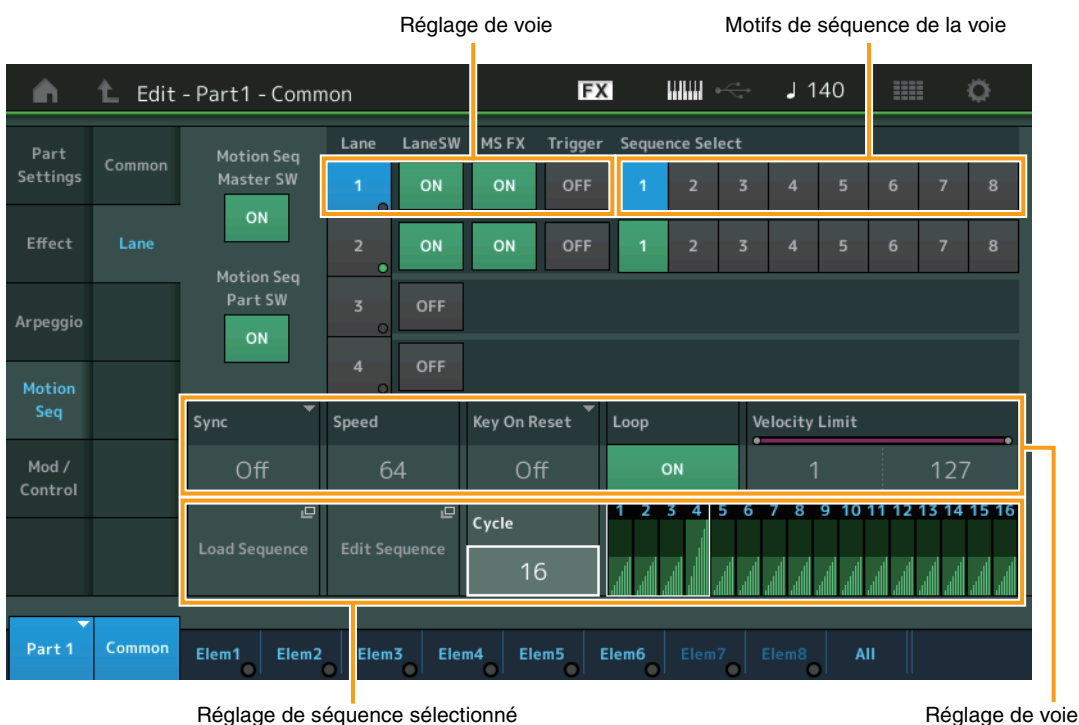 Réglage de voie
Motifs de séquence de la voie
Edit - Part1 - Common
FX
140
Part Settings
Common
Motion Seq Master SW
ON
Lane
LaneSW
MS FX
Trigger
Sequence Select
1
ON
ON
OFF
1 2 3 4 5 6 7 8
Effect
Lane
2
ON
ON
OFF
1 2 3 4 5 6 7 8
Motion Seq Part SW
ON
Arpeggio
3
OFF
4
OFF
Motion Seq
Sync
Speed
Key On Reset
Loop
Velocity Limit
Off
64
Off
ON
1
127
Mod / Control
Load Sequence
Edit Sequence
Cycle
16
1 2 3 4 5 6 7 8 9 10 11 12 13 14 15 16
Part 1
Common
Elem1
Elem2
Elem3
Elem4
Elem5
Elem6
Elem7
Elem8
All
Réglage de séquence sélectionné
Réglage de voie